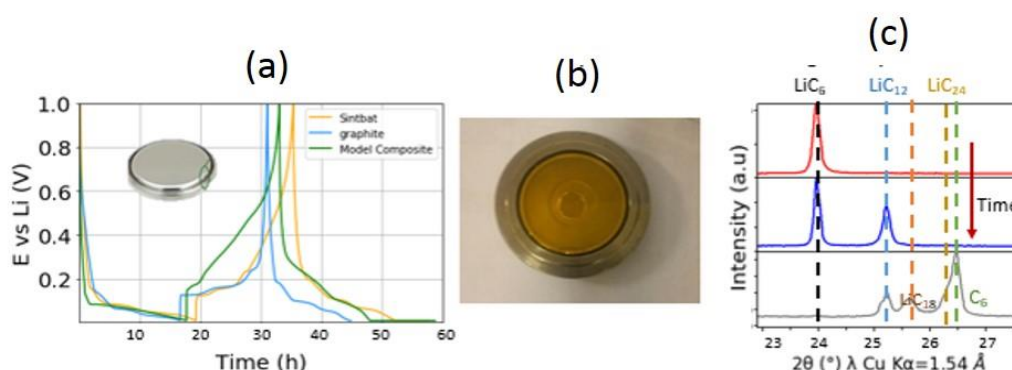 (a)
(b)
(c)
LiC6
LiC12
LiC24
1.0
0.8
0.6
0.4
0.2
E vs Li (V)
Sintbat
graphite
Model Composite
10
20
30
40
50
60
Time (h)
Intensity (a.u)
Time
LiC18
C6
23
24
25
26
27
2θ (°) λ Cu Kα=1.54 Å